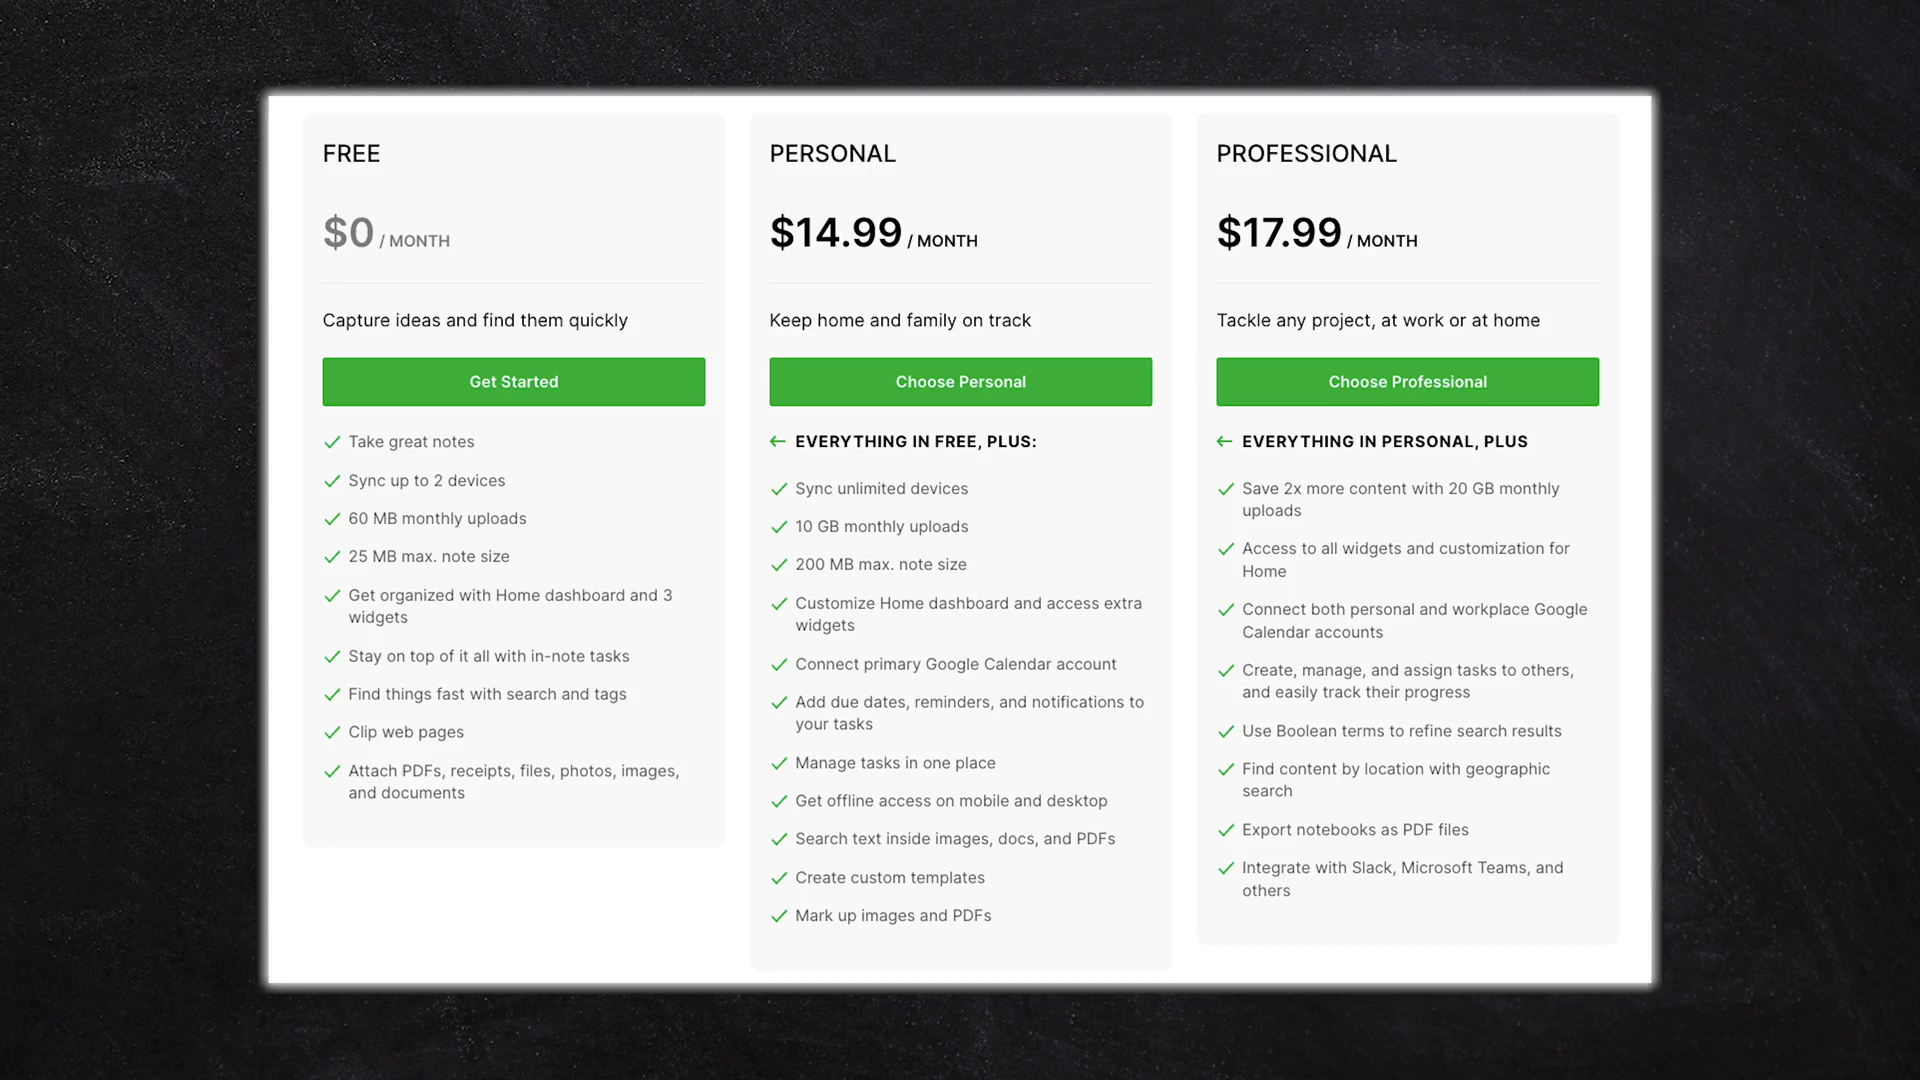 FREE
$0 / MONTH
Capture ideas and find them quickly
Get Started
Take great notes
Sync up to 2 devices
60 MB monthly uploads
25 MB max. note size
Get organized with Home dashboard and 3
widgets
Stay on top of it all with in-note tasks
Find things fast with search and tags
Clip web pages
Attach PDFs, receipts, files, photos, images,
and documents
PERSONAL
$14.99 / MONTH
Keep home and family on track
Choose Personal
EVERYTHING IN FREE, PLUS:
Sync unlimited devices
10 GB monthly uploads
200 MB max. note size
Customize Home dashboard and access extra
widgets
Connect primary Google Calendar account
Add due dates, reminders, and notifications to
your tasks
Manage tasks in one place
Get offline access on mobile and desktop
Search text inside images, docs, and PDFs
Create custom templates
Mark up images and PDFs
PROFESSIONAL
$17.99 / MONTH
Tackle any project, at work or at home
Choose Professional
EVERYTHING IN PERSONAL, PLUS
Save 2x more content with 20 GB monthly
uploads
Access to all widgets and customization for
Home
Connect both personal and workplace Google
Calendar accounts
Create, manage, and assign tasks to others,
and easily track their progress
Use Boolean terms to refine search results
Find content by location with geographic
search
Export notebooks as PDF files
Integrate with Slack, Microsoft Teams, and
others